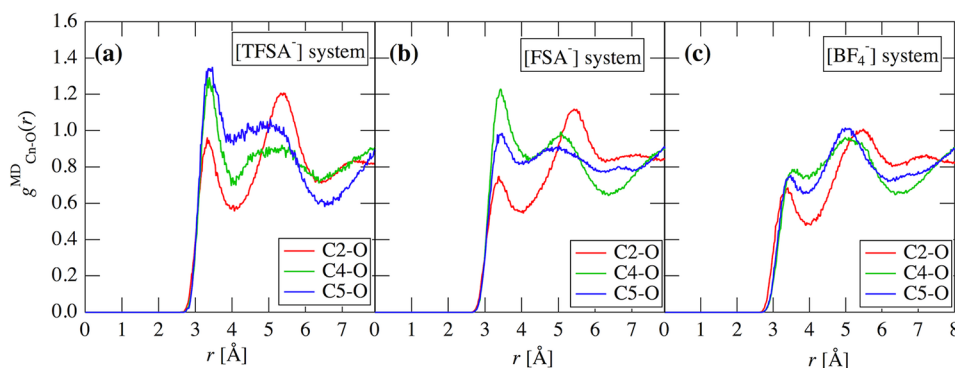 1.6
1.4
1.2
1.0
0.8
0.6
0.4
0.2
0.0
g^MD_Cn-O(r)
(a)
[TFSA⁻] system
C2-O
C4-O
C5-O
0 1 2 3 4 5 6 7
r [Å]
(b)
[FSA⁻] system
C2-O
C4-O
C5-O
0 1 2 3 4 5 6 7
r [Å]
(c)
[BF₄⁻] system
C2-O
C4-O
C5-O
0 1 2 3 4 5 6 7 8
r [Å]